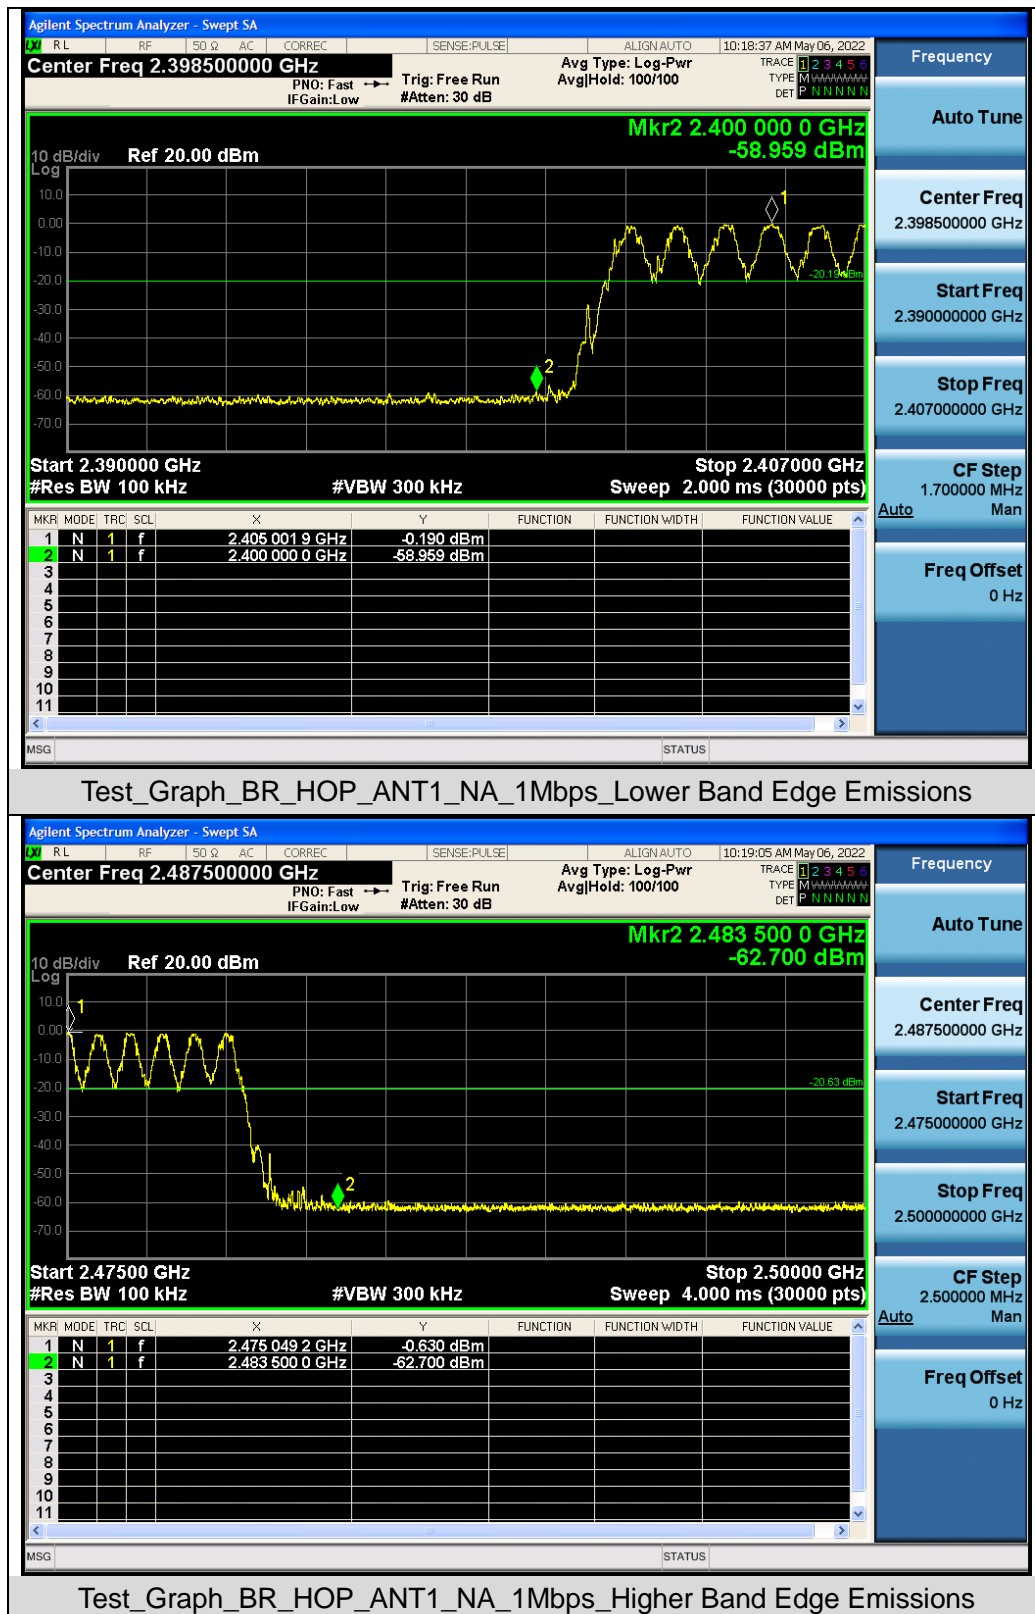 Agilent Spectrum Analyzer - Swept SA
LXI RL RF 50 Ω AC CORREC SENSE:PULSE ALIGN AUTO 10:18:37 AM May 06, 2022
Center Freq 2.398500000 GHz
PNO: Fast
IFGain:Low
Trig: Free Run
#Atten: 30 dB
Avg Type: Log-Pwr
Avg|Hold: 100/100
TRACE 1 2 3 4 5 6
TYPE M WWWWW
DET P N N N N N
Mkr2 2.400 000 0 GHz
-58.959 dBm
10 dB/div Ref 20.00 dBm
Log
10.0
1
0.00
-10.0
-20.19 dBm
-20.0
-30.0
-40.0
-50.0
2
-60.0
-70.0
Start 2.390000 GHz Stop 2.407000 GHz
#Res BW 100 kHz #VBW 300 kHz Sweep 2.000 ms (30000 pts)
MKR MODE TRC SCL X Y FUNCTION FUNCTION WIDTH FUNCTION VALUE
1 N 1 f 2.405 001 9 GHz -0.190 dBm
2 N 1 f 2.400 000 0 GHz -58.959 dBm
3
4
5
6
7
8
9
10
11
MSG STATUS
Frequency
Auto Tune
Center Freq
2.398500000 GHz
Start Freq
2.390000000 GHz
Stop Freq
2.407000000 GHz
CF Step
1.700000 MHz
Auto Man
Freq Offset
0 Hz
Test_Graph_BR_HOP_ANT1_NA_1Mbps_Lower Band Edge Emissions
Agilent Spectrum Analyzer - Swept SA
LXI RL RF 50 Ω AC CORREC SENSE:PULSE ALIGN AUTO 10:19:05 AM May 06, 2022
Center Freq 2.487500000 GHz
PNO: Fast
IFGain:Low
Trig: Free Run
#Atten: 30 dB
Avg Type: Log-Pwr
Avg|Hold: 100/100
TRACE 1 2 3 4 5 6
TYPE M WWWWW
DET P N N N N N
Mkr2 2.483 500 0 GHz
-62.700 dBm
10 dB/div Ref 20.00 dBm
Log
10.0
1
0.00
-10.0
-20.63 dBm
-20.0
-30.0
-40.0
-50.0
2
-60.0
-70.0
Start 2.47500 GHz Stop 2.50000 GHz
#Res BW 100 kHz #VBW 300 kHz Sweep 4.000 ms (30000 pts)
MKR MODE TRC SCL X Y FUNCTION FUNCTION WIDTH FUNCTION VALUE
1 N 1 f 2.475 049 2 GHz -0.630 dBm
2 N 1 f 2.483 500 0 GHz -62.700 dBm
3
4
5
6
7
8
9
10
11
MSG STATUS
Frequency
Auto Tune
Center Freq
2.487500000 GHz
Start Freq
2.475000000 GHz
Stop Freq
2.500000000 GHz
CF Step
2.500000 MHz
Auto Man
Freq Offset
0 Hz
Test_Graph_BR_HOP_ANT1_NA_1Mbps_Higher Band Edge Emissions